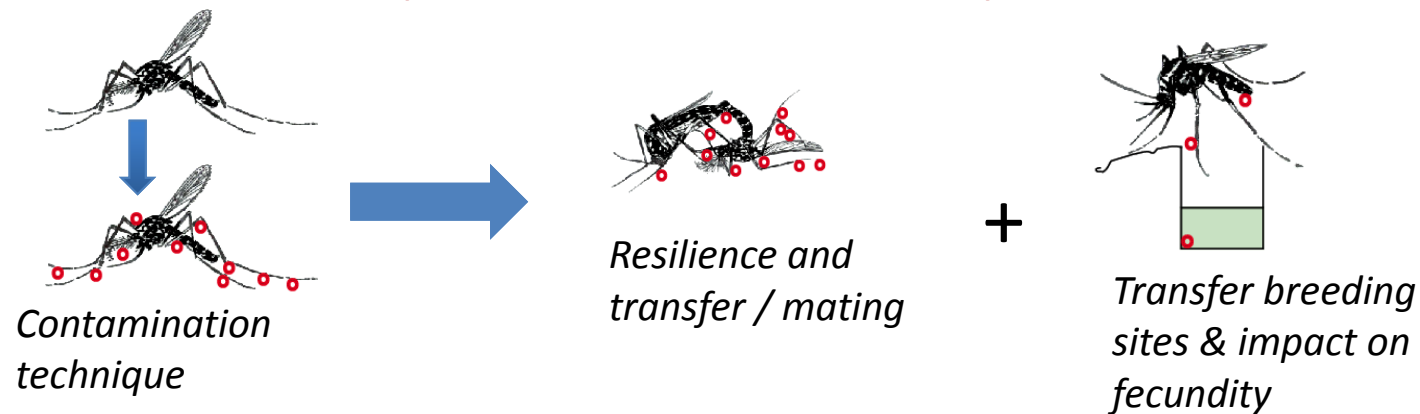 Contamination
technique
Resilience and
transfer / mating
+
Transfer breeding
sites & impact on
fecundity